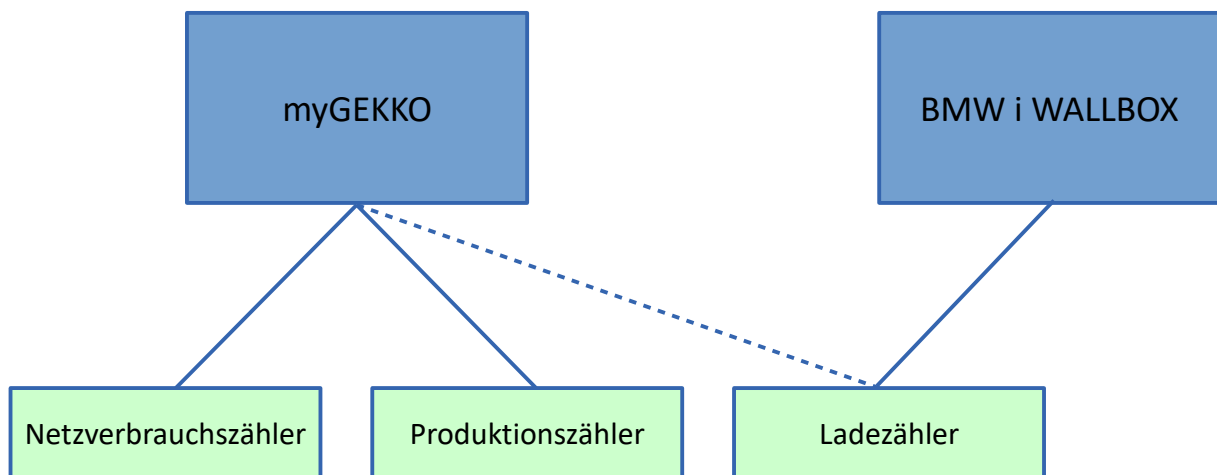 myGEKKO
BMW i WALLBOX
Netzverbrauchszähler
Produktionszähler
Ladezähler